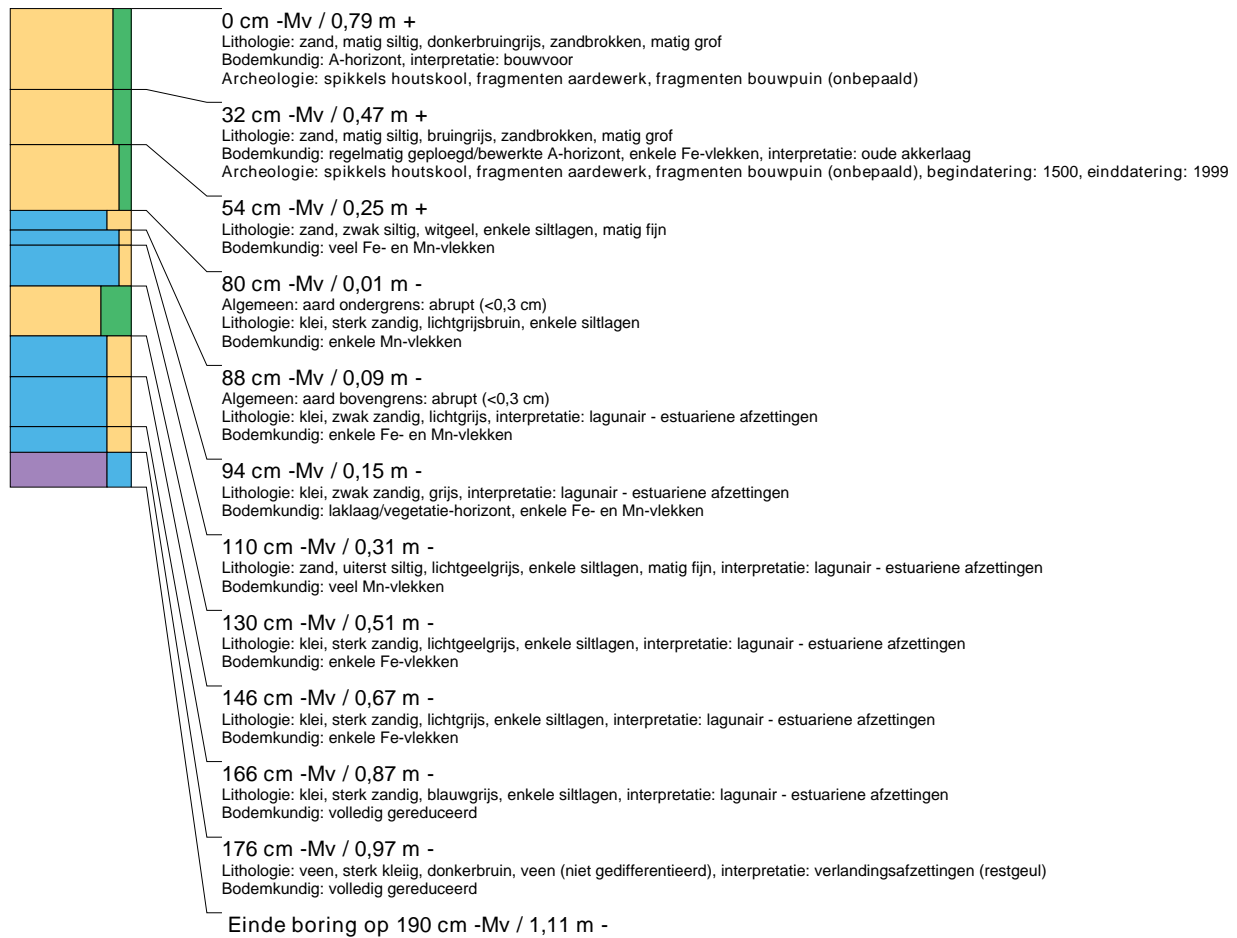 0 cm -Mv / 0,79 m +
Lithologie: zand, matig siltig, donkerbruingrijs, zandbrokken, matig grof
Bodemkundig: A-horizont, interpretatie: bouwvoor
Archeologie: spikkels houtskool, fragmenten aardewerk, fragmenten bouwpuin (onbepaald)
32 cm -Mv / 0,47 m +
Lithologie: zand, matig siltig, bruingrijs, zandbrokken, matig grof
Bodemkundig: regelmatig geploegd/bewerkte A-horizont, enkele Fe-vlekken, interpretatie: oude akkerlaag
Archeologie: spikkels houtskool, fragmenten aardewerk, fragmenten bouwpuin (onbepaald), begindatering: 1500, einddatering: 1999
54 cm -Mv / 0,25 m +
Lithologie: zand, zwak siltig, witgeel, enkele siltlagen, matig fijn
Bodemkundig: veel Fe- en Mn-vlekken
80 cm -Mv / 0,01 m -
Algemeen: aard ondergrens: abrupt (<0,3 cm)
Lithologie: klei, sterk zandig, lichtgrijsbruin, enkele siltlagen
Bodemkundig: enkele Mn-vlekken
88 cm -Mv / 0,09 m -
Algemeen: aard bovengrens: abrupt (<0,3 cm)
Lithologie: klei, zwak zandig, lichtgrijs, interpretatie: lagunair - estuariene afzettingen
Bodemkundig: enkele Fe- en Mn-vlekken
94 cm -Mv / 0,15 m -
Lithologie: klei, zwak zandig, grijs, interpretatie: lagunair - estuariene afzettingen
Bodemkundig: laklaag/vegetatie-horizont, enkele Fe- en Mn-vlekken
110 cm -Mv / 0,31 m -
Lithologie: zand, uiterst siltig, lichtgeelgrijs, enkele siltlagen, matig fijn, interpretatie: lagunair - estuariene afzettingen
Bodemkundig: veel Mn-vlekken
130 cm -Mv / 0,51 m -
Lithologie: klei, sterk zandig, lichtgeelgrijs, enkele siltlagen, interpretatie: lagunair - estuariene afzettingen
Bodemkundig: enkele Fe-vlekken
146 cm -Mv / 0,67 m -
Lithologie: klei, sterk zandig, lichtgrijs, enkele siltlagen, interpretatie: lagunair - estuariene afzettingen
Bodemkundig: enkele Fe-vlekken
166 cm -Mv / 0,87 m -
Lithologie: klei, sterk zandig, blauwgrijs, enkele siltlagen, interpretatie: lagunair - estuariene afzettingen
Bodemkundig: volledig gereduceerd
176 cm -Mv / 0,97 m -
Lithologie: veen, sterk kleiig, donkerbruin, veen (niet gedifferentieerd), interpretatie: verlandingsafzettingen (restgeul)
Bodemkundig: volledig gereduceerd
Einde boring op 190 cm -Mv / 1,11 m -